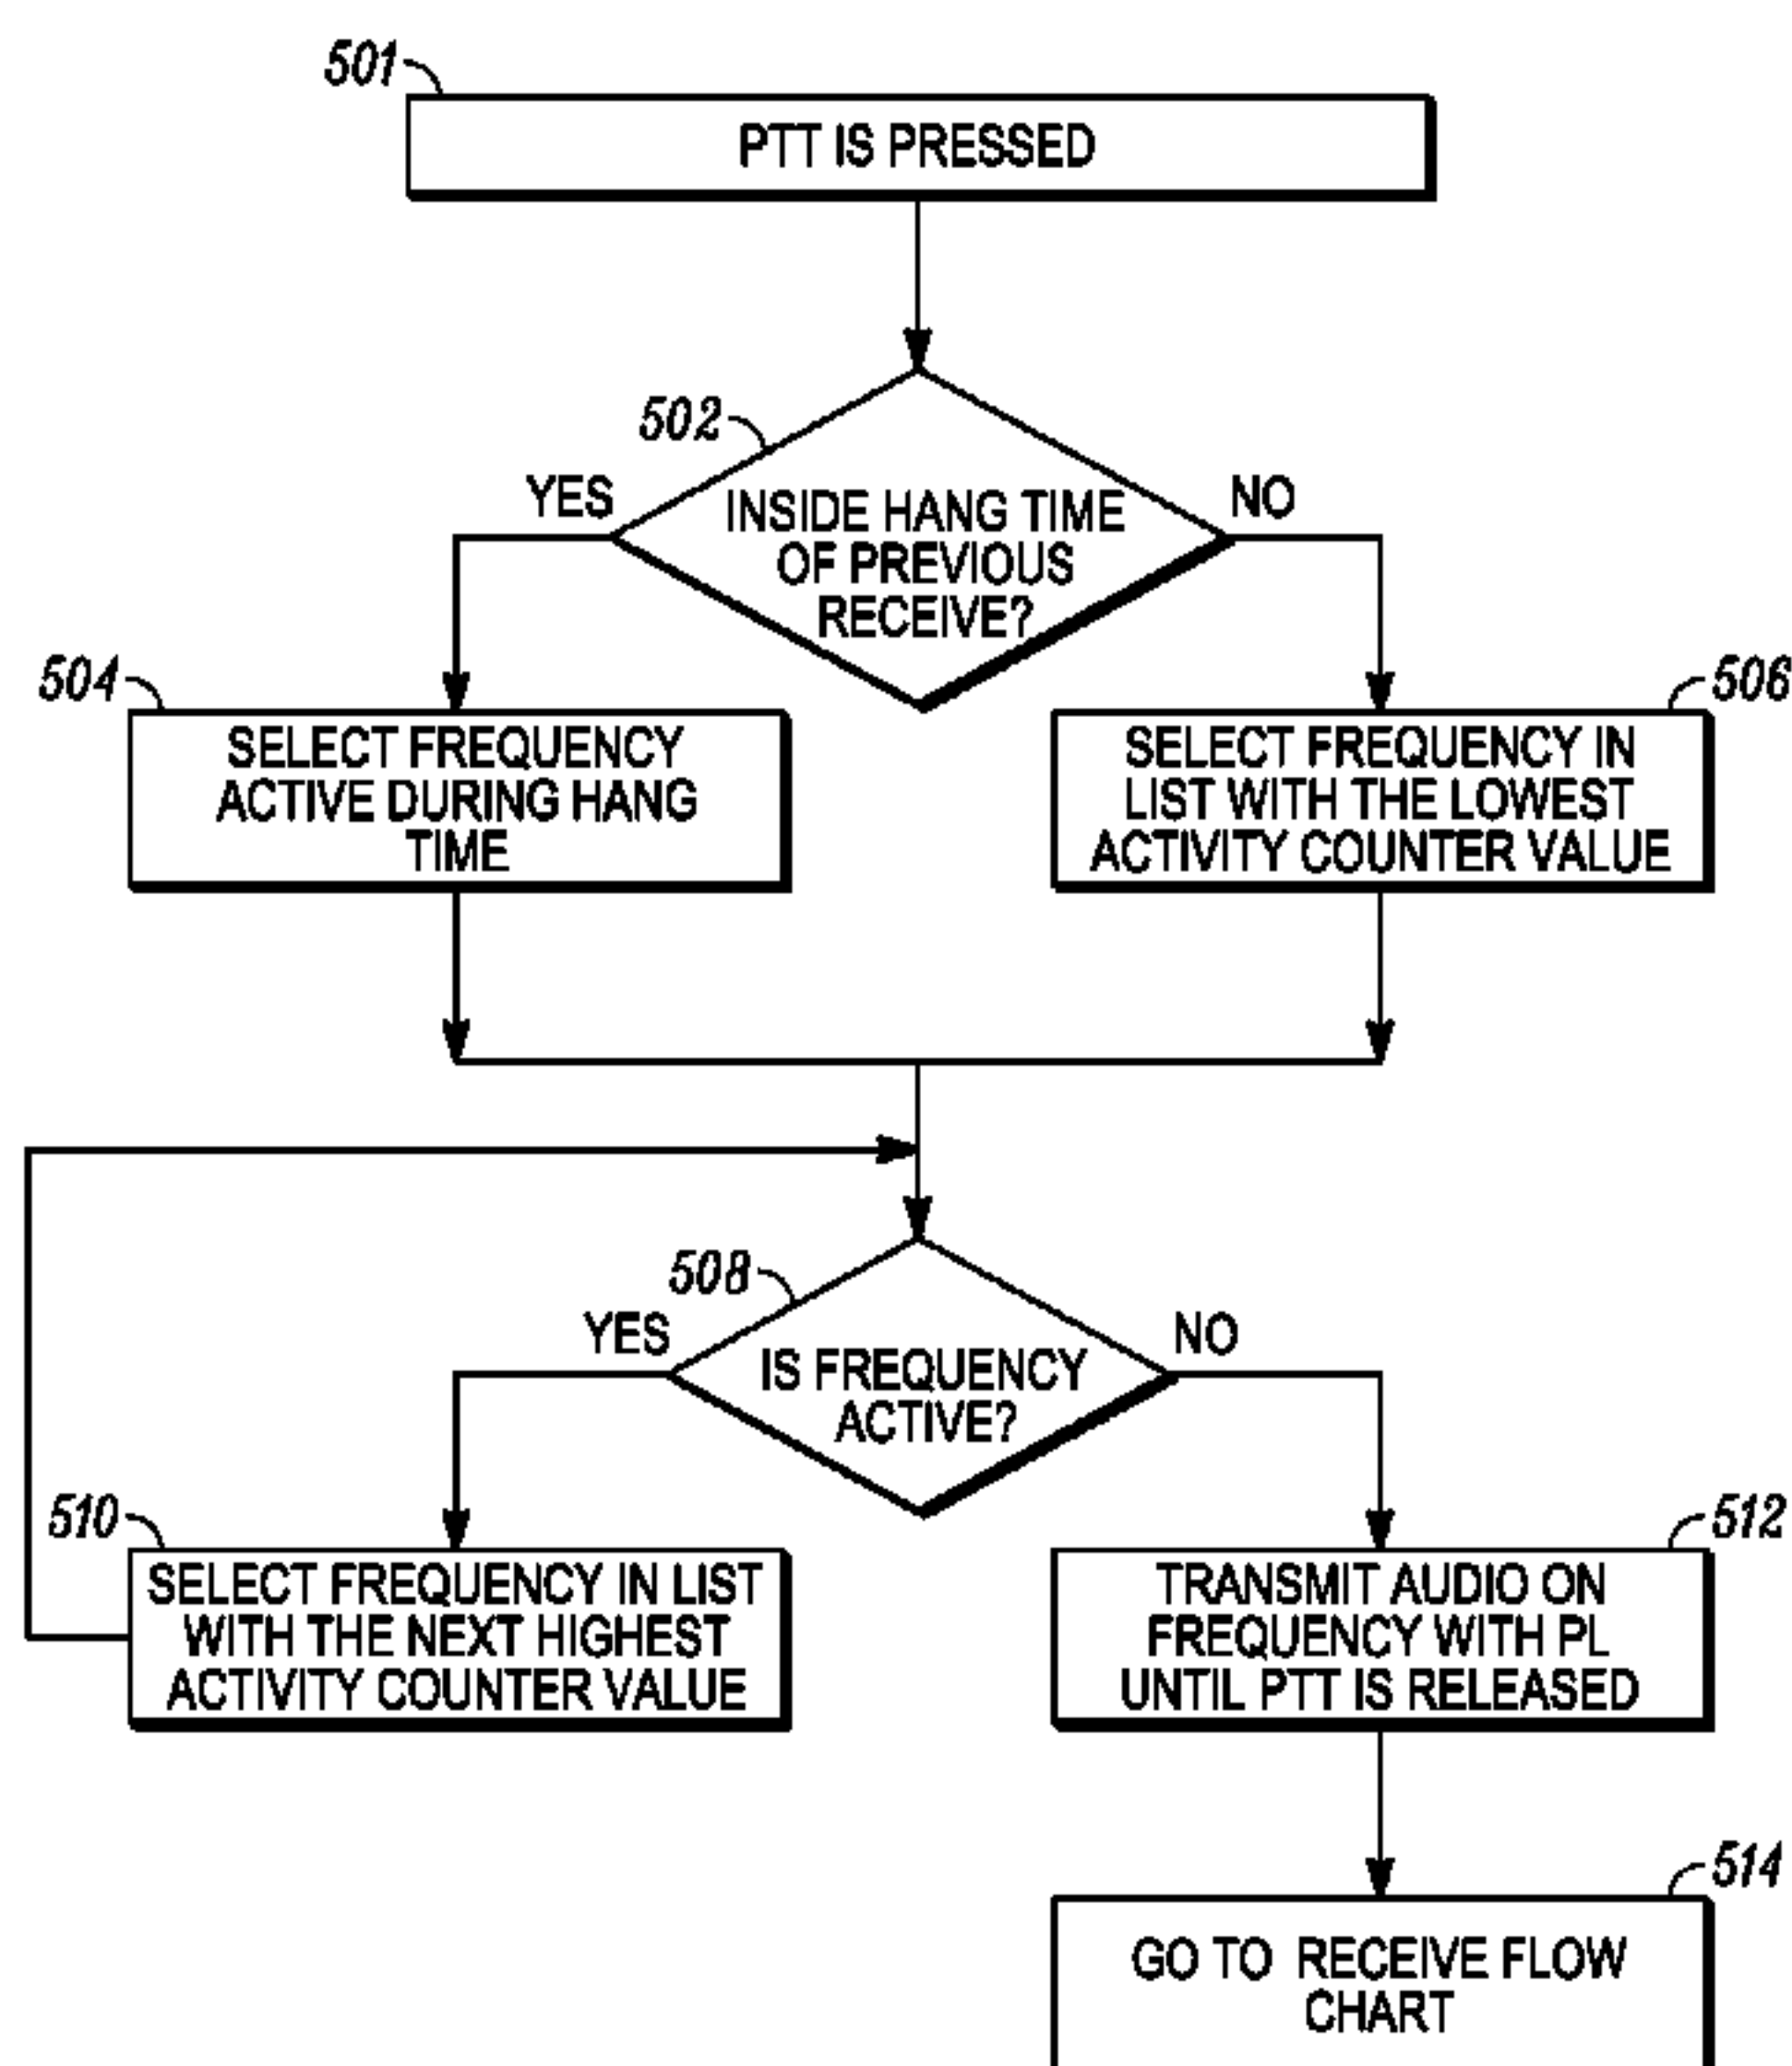 501
PTT IS PRESSED
502
YES
NO
INSIDE HANG TIME
OF PREVIOUS
RECEIVE?
504
SELECT FREQUENCY
ACTIVE DURING HANG
TIME
506
SELECT FREQUENCY IN
LIST WITH THE LOWEST
ACTIVITY COUNTER VALUE
508
YES
NO
IS FREQUENCY
ACTIVE?
510
SELECT FREQUENCY IN LIST
WITH THE NEXT HIGHEST
ACTIVITY COUNTER VALUE
512
TRANSMIT AUDIO ON
FREQUENCY WITH PL
UNTIL PTT IS RELEASED
514
GO TO RECEIVE FLOW
CHART